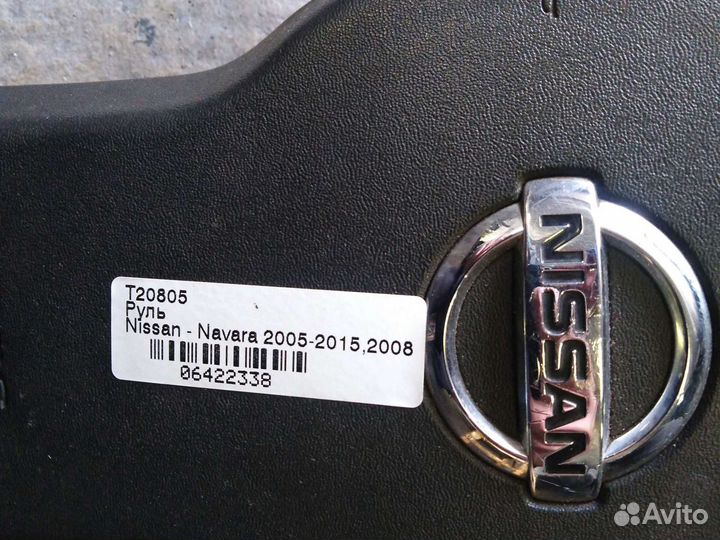 T20805
Руль
Nissan - Navara 2005-2015,2008
06422338
NISSAN
Avito